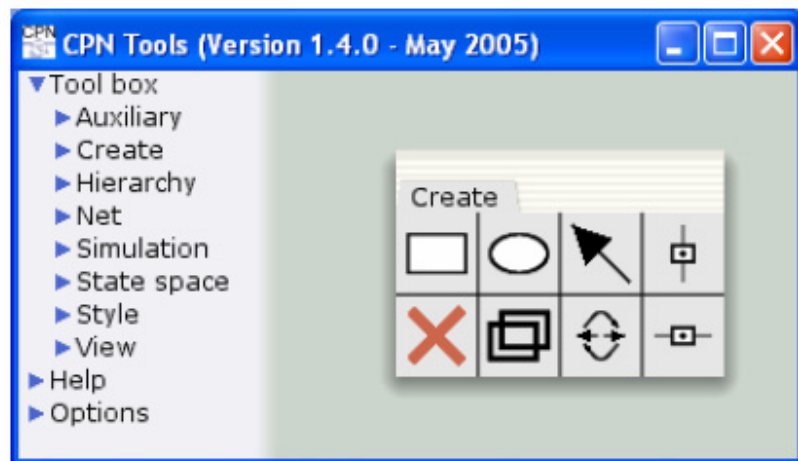 CPN Tools (Version 1.4.0 - May 2005)
Tool box
Auxiliary
Create
Hierarchy
Net
Simulation
State space
Style
View
Help
Options
Create